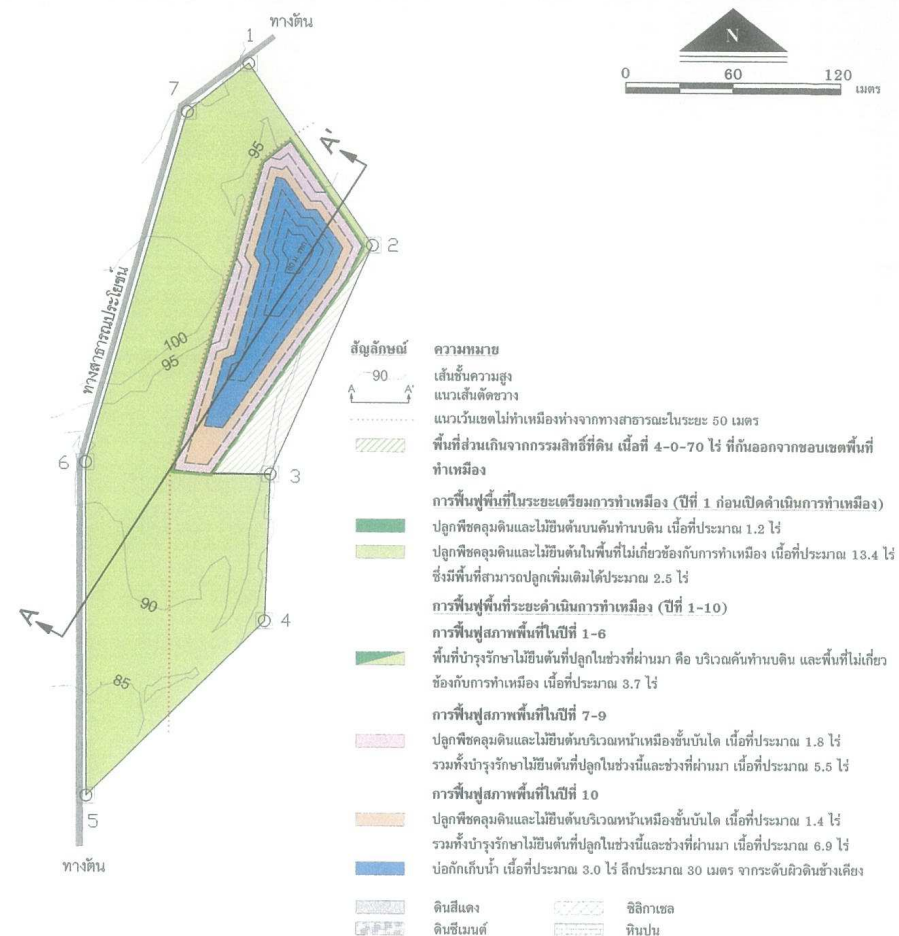 ทางตัน
N
0 60 120
เมตร
1
7
A'
95
2
ทางสาธารณประโยชน์
100
95
6
3
A
90
4
85
5
ทางตัน
สัญลักษณ์ ความหมาย
90 เส้นชั้นความสูง
A A' แนวเส้นตัดขวาง
แนวเว้นเขตไม่ทำเหมืองห่างจากทางสาธารณะในระยะ 50 เมตร
พื้นที่ส่วนเกินจากกรรมสิทธิ์ที่ดิน เนื้อที่ 4-0-70 ไร่ ที่กันออกจากขอบเขตพื้นที่
ทำเหมือง
การฟื้นฟูพื้นที่ในระยะเตรียมการทำเหมือง (ปีที่ 1 ก่อนเปิดดำเนินการทำเหมือง)
ปลูกพืชคลุมดินและไม้ยืนต้นบนคันทำนบดิน เนื้อที่ประมาณ 1.2 ไร่
ปลูกพืชคลุมดินและไม้ยืนต้นในพื้นที่ไม่เกี่ยวข้องกับการทำเหมือง เนื้อที่ประมาณ 13.4 ไร่
ซึ่งมีพื้นที่สามารถปลูกเพิ่มเติมได้ประมาณ 2.5 ไร่
การฟื้นฟูพื้นที่ระยะดำเนินการทำเหมือง (ปีที่ 1-10)
การฟื้นฟูสภาพพื้นที่ในปีที่ 1-6
พื้นที่บำรุงรักษาไม้ยืนต้นที่ปลูกในช่วงที่ผ่านมา คือ บริเวณคันทำนบดิน และพื้นที่ไม่เกี่ยว
ข้องกับการทำเหมือง เนื้อที่ประมาณ 3.7 ไร่
การฟื้นฟูสภาพพื้นที่ในปีที่ 7-9
ปลูกพืชคลุมดินและไม้ยืนต้นบริเวณหน้าเหมืองขั้นบันได เนื้อที่ประมาณ 1.8 ไร่
รวมทั้งบำรุงรักษาไม้ยืนต้นที่ปลูกในช่วงนี้และช่วงที่ผ่านมา เนื้อที่ประมาณ 5.5 ไร่
การฟื้นฟูสภาพพื้นที่ในปีที่ 10
ปลูกพืชคลุมดินและไม้ยืนต้นบริเวณหน้าเหมืองขั้นบันได เนื้อที่ประมาณ 1.4 ไร่
รวมทั้งบำรุงรักษาไม้ยืนต้นที่ปลูกในช่วงนี้และช่วงที่ผ่านมา เนื้อที่ประมาณ 6.9 ไร่
บ่อกักเก็บน้ำ เนื้อที่ประมาณ 3.0 ไร่ ลึกประมาณ 30 เมตร จากระดับผิวดินข้างเคียง
ดินสีแดง ซิลิกาเชล
ดินซีเมนต์ หินปูน